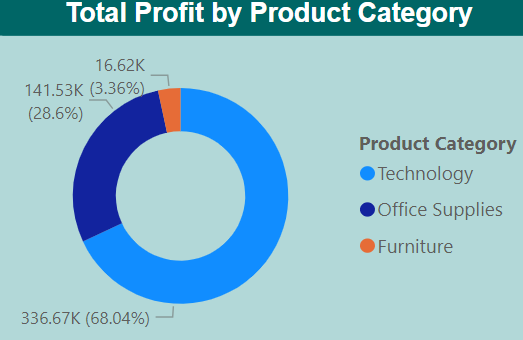 Total Profit by Product Category
16.62K
(3.36%)
141.53K
(28.6%)
336.67K (68.04%)
Product Category
Technology
Office Supplies
Furniture